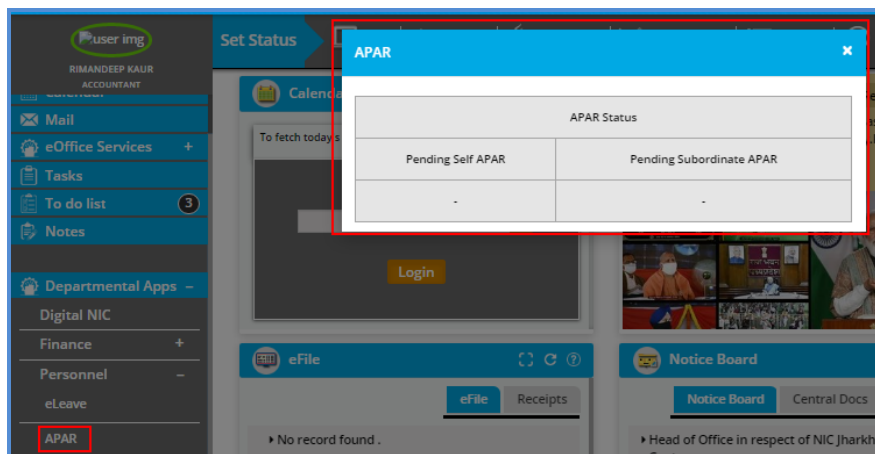 user img
RIMANDEEP KAUR
ACCOUNTANT
Calendar
Mail
eOffice Services +
Tasks
To do list 3
Notes
Departmental Apps –
Digital NIC
Finance +
Personnel –
eLeave
APAR
Set Status
APAR ×
APAR Status
Pending Self APAR Pending Subordinate APAR
- -
To fetch today's
Login
eFile
eFile Receipts
No record found .
Notice Board
Notice Board Central Docs
Head of Office in respect of NIC Jharkh